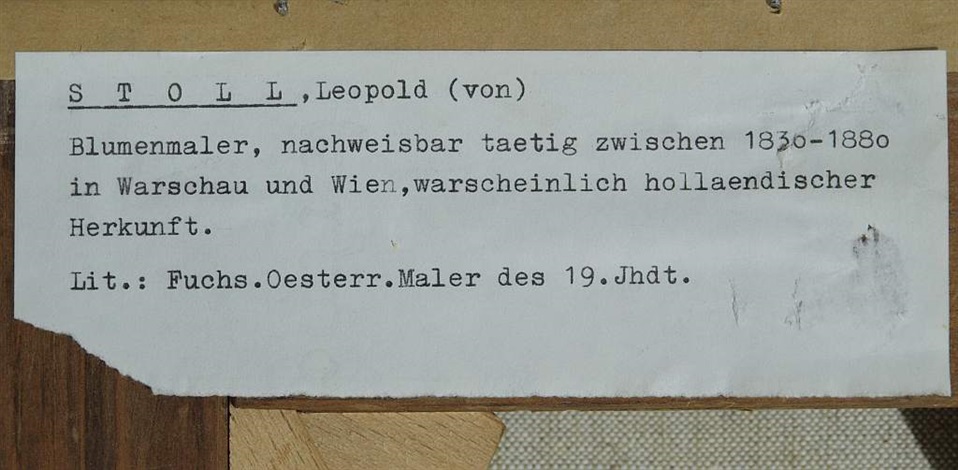 S T O L L,Leopold (von)
Blumenmaler, nachweisbar taetig zwischen 183o-188o
in Warschau und Wien,warscheinlich hollaendischer
Herkunft.
Lit.: Fuchs.Oesterr.Maler des 19.Jhdt.